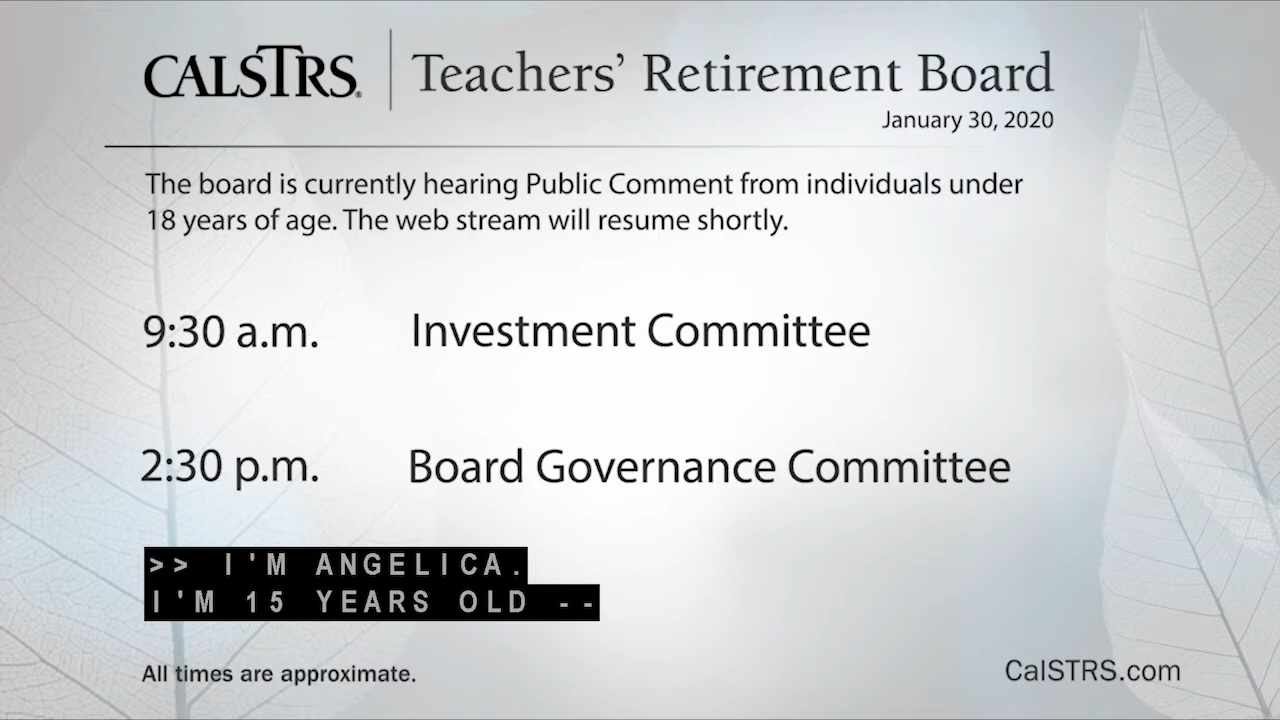 CALSTRS® Teachers' Retirement Board
January 30, 2020
The board is currently hearing Public Comment from individuals under
18 years of age. The web stream will resume shortly.
9:30 a.m. Investment Committee
2:30 p.m. Board Governance Committee
>> I'M ANGELICA.
I'M 15 YEARS OLD --
All times are approximate. CalSTRS.com